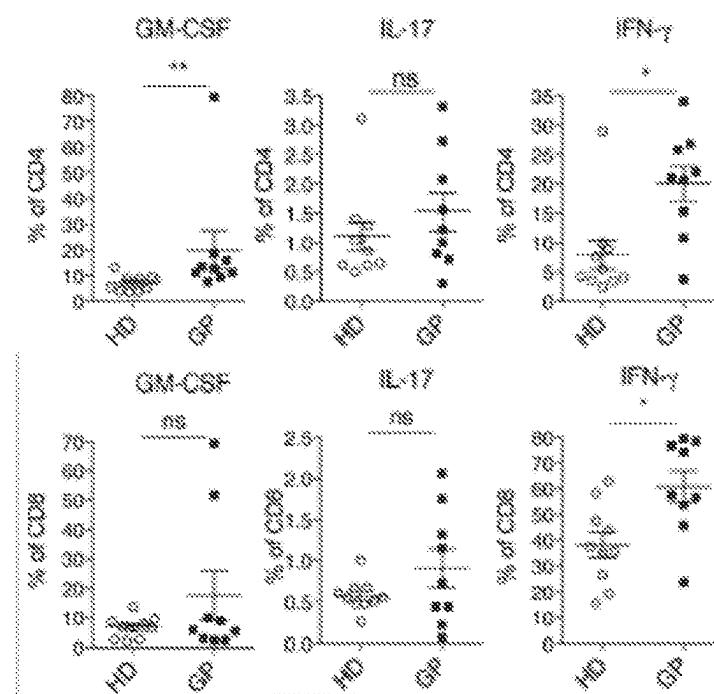 GM-CSF
IL-17
IFN-γ
**
ns
*
80
70
60
50
40
30
20
10
0
% of CD4
HD
GP
3.5
3.0
2.5
2.0
1.5
1.0
0.5
0.0
% of CD4
HD
GP
35
30
25
20
15
10
5
0
% of CD4
HD
GP
GM-CSF
IL-17
IFN-γ
ns
ns
*
70
60
50
40
30
20
10
0
% of CD8
HD
GP
2.5
2.0
1.5
1.0
0.5
0.0
% of CD8
HD
GP
80
70
60
50
40
30
20
10
0
% of CD8
HD
GP